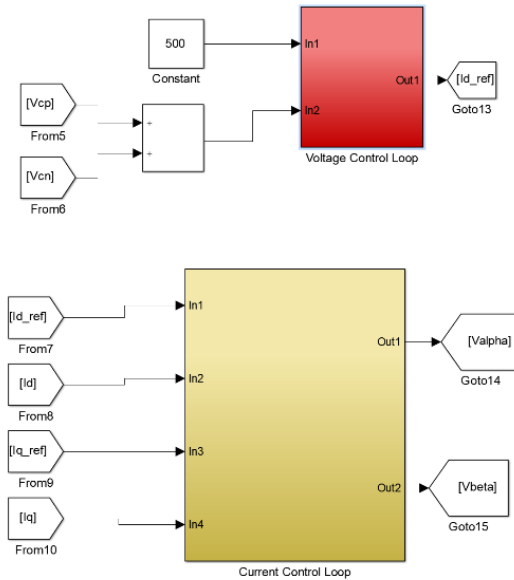 500
Constant
In1
In2
Out1
Voltage Control Loop
[Id_ref]
Goto13
[Vcp]
From5
+
+
[Vcn]
From6
[Id_ref]
From7
[Id]
From8
[Iq_ref]
From9
[Iq]
From10
In1
In2
In3
In4
Out1
Out2
Current Control Loop
[Valpha]
Goto14
[Vbeta]
Goto15